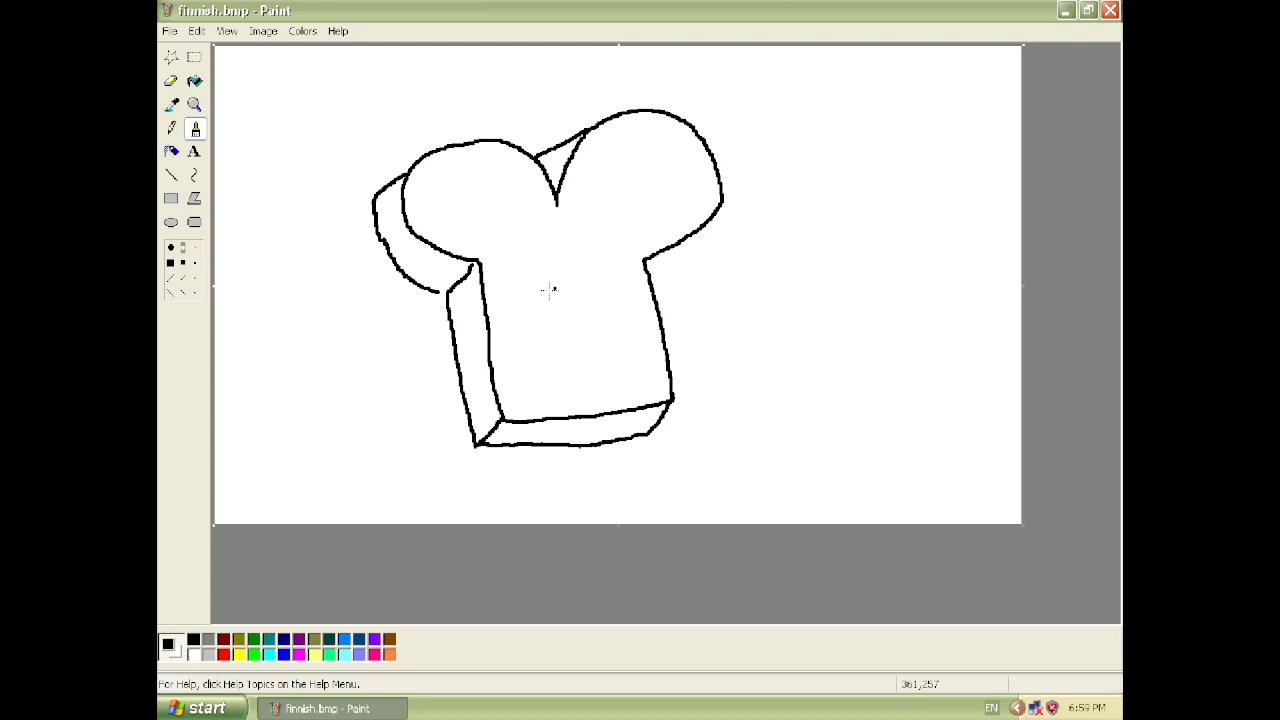 finnish.bmp - Paint
File Edit View Image Colors Help
A
For Help, click Help Topics on the Help Menu.
361,257
start
finnish.bmp - Paint
EN
6:59 PM